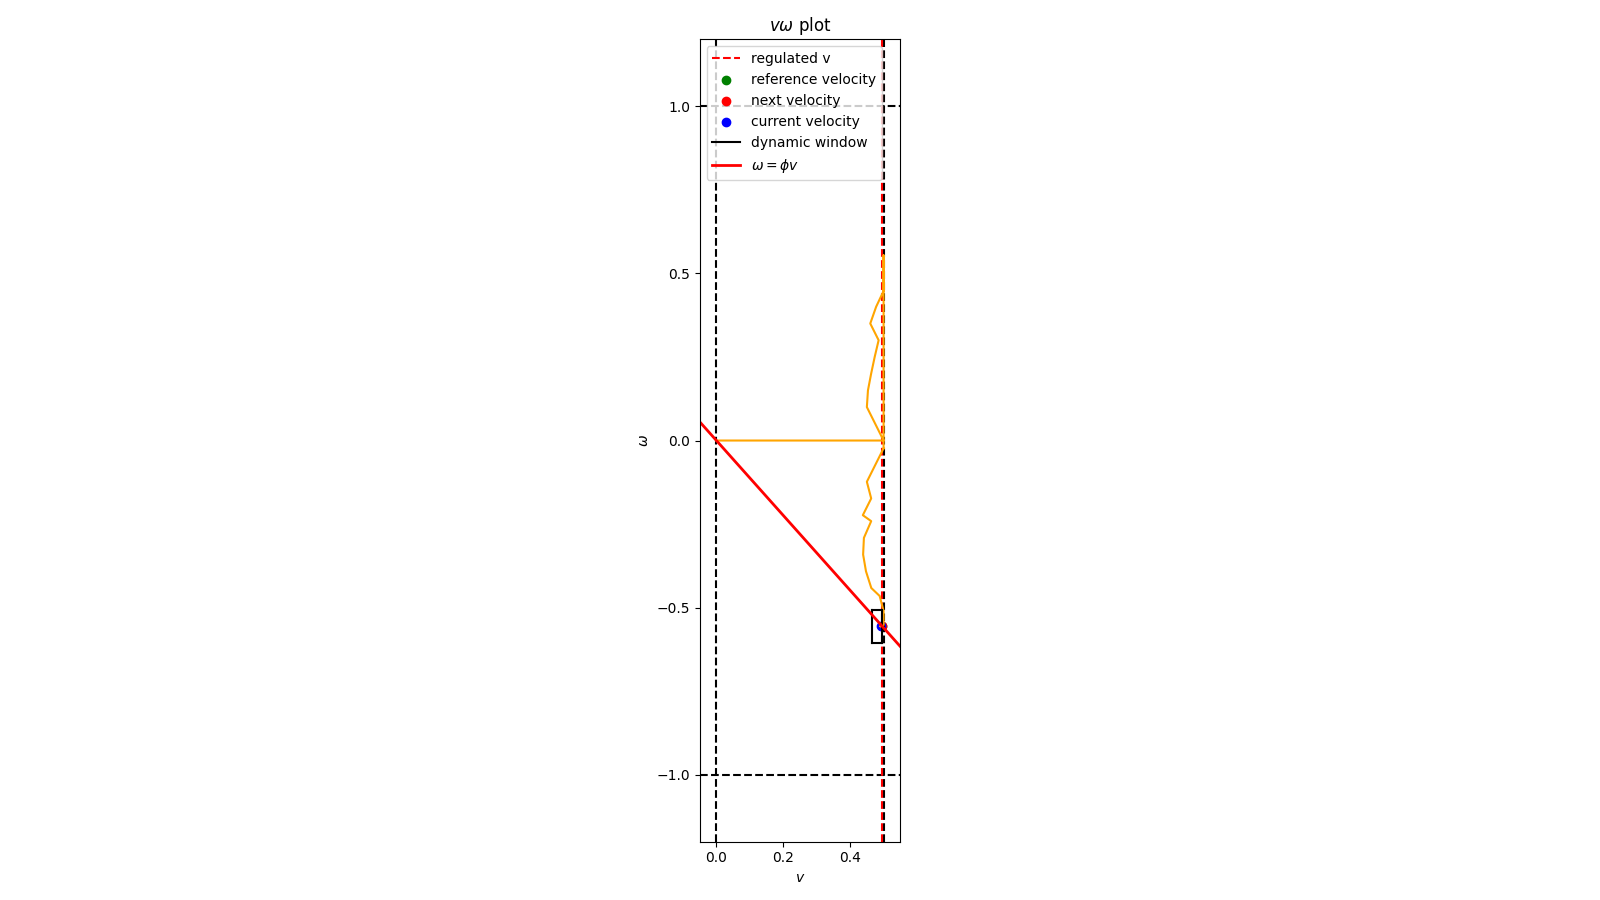 vω plot
regulated v
reference velocity
next velocity
current velocity
dynamic window
ω = ϕv
1.0
0.5
0.0
−0.5
−1.0
ω
0.0 0.2 0.4
v